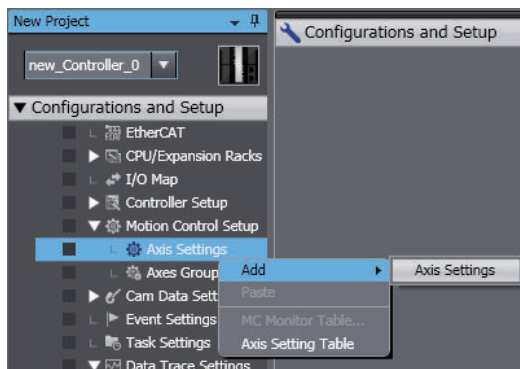 New Project
Configurations and Setup
new_Controller_0
Configurations and Setup
EtherCAT
CPU/Expansion Racks
I/O Map
Controller Setup
Motion Control Setup
Axis Settings
Axes Group
Add
Axis Settings
Cam Data Sett
Paste
Event Settings
MC Monitor Table...
Task Settings
Axis Setting Table
Data Trace Settings